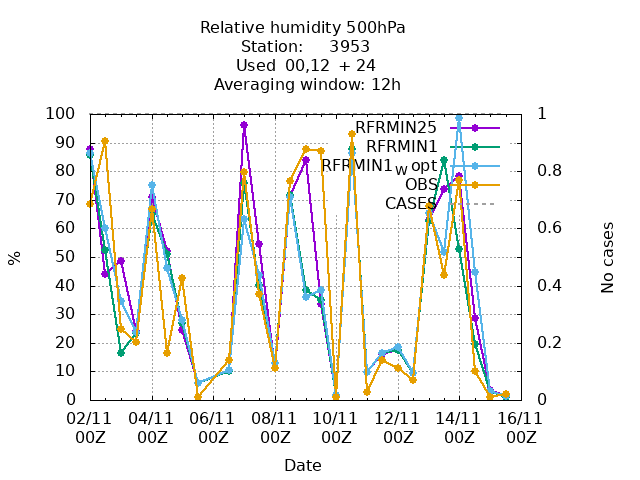 Relative humidity 500hPa
Station: 3953
Used 00,12 + 24
Averaging window: 12h
100
90
80
70
60
50
40
30
20
10
0
%
1
0.8
0.6
0.4
0.2
0
No cases
RFRMIN25
RFRMIN1
RFRMIN1w opt
OBS
CASES
02/11 04/11 06/11 08/11 10/11 12/11 14/11 16/11
00Z 00Z 00Z 00Z 00Z 00Z 00Z 00Z
Date